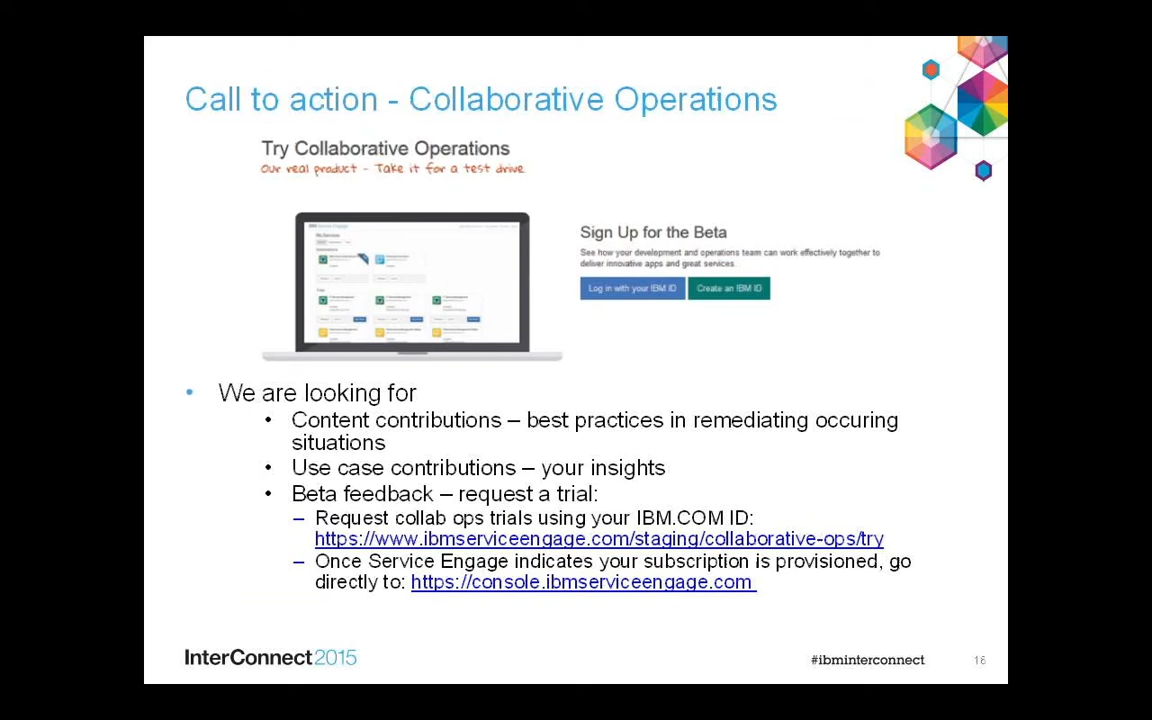 Call to action - Collaborative Operations
Try Collaborative Operations
Our real product - Take it for a test drive
Sign Up for the Beta
See how your development and operations team can work effectively together to
deliver innovative apps and great services.
Log in with your IBM ID
Create an IBM ID
• We are looking for
• Content contributions – best practices in remediating occuring
situations
• Use case contributions – your insights
• Beta feedback – request a trial:
– Request collab ops trials using your IBM.COM ID:
https://www.ibmserviceengage.com/staging/collaborative-ops/try
– Once Service Engage indicates your subscription is provisioned, go
directly to: https://console.ibmserviceengage.com
InterConnect2015
#ibminterconnect